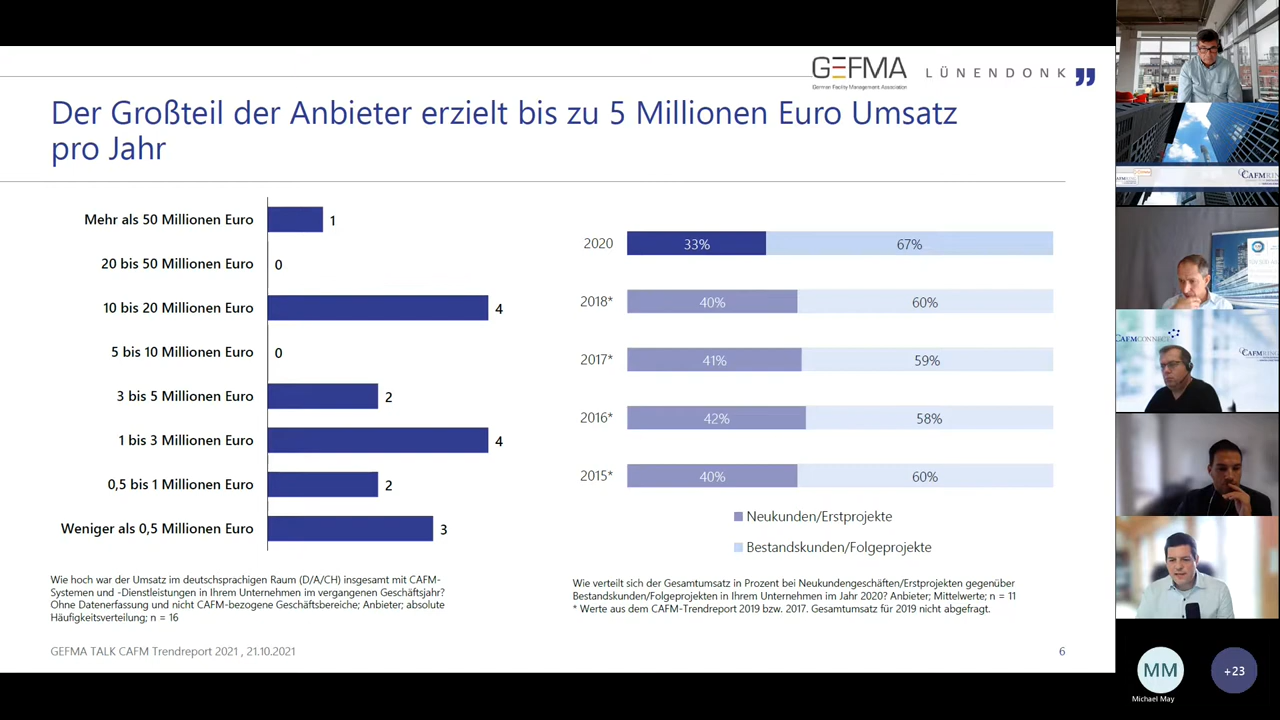 GEFMA
German Facility Management Association
LÜNENDONK
Der Großteil der Anbieter erzielt bis zu 5 Millionen Euro Umsatz
pro Jahr
Mehr als 50 Millionen Euro 1
20 bis 50 Millionen Euro 0
10 bis 20 Millionen Euro 4
5 bis 10 Millionen Euro 0
3 bis 5 Millionen Euro 2
1 bis 3 Millionen Euro 4
0,5 bis 1 Millionen Euro 2
Weniger als 0,5 Millionen Euro 3
Wie hoch war der Umsatz im deutschsprachigen Raum (D/A/CH) insgesamt mit CAFM-
Systemen und -Dienstleistungen in Ihrem Unternehmen im vergangenen Geschäftsjahr?
Ohne Datenerfassung und nicht CAFM-bezogene Geschäftsbereiche; Anbieter; absolute
Häufigkeitsverteilung; n = 16
2020 33% 67%
2018* 40% 60%
2017* 41% 59%
2016* 42% 58%
2015* 40% 60%
Neukunden/Erstprojekte
Bestandskunden/Folgeprojekte
Wie verteilt sich der Gesamtumsatz in Prozent bei Neukundengeschäften/Erstprojekten gegenüber
Bestandskunden/Folgeprojekten in Ihrem Unternehmen im Jahr 2020? Anbieter; Mittelwerte; n = 11
* Werte aus dem CAFM-Trendreport 2019 bzw. 2017. Gesamtumsatz für 2019 nicht abgefragt.
GEFMA TALK CAFM Trendreport 2021 , 21.10.2021
6
CAFMRIN
CAFMCONNECT
CAFMRING
MM
Michael May
+23